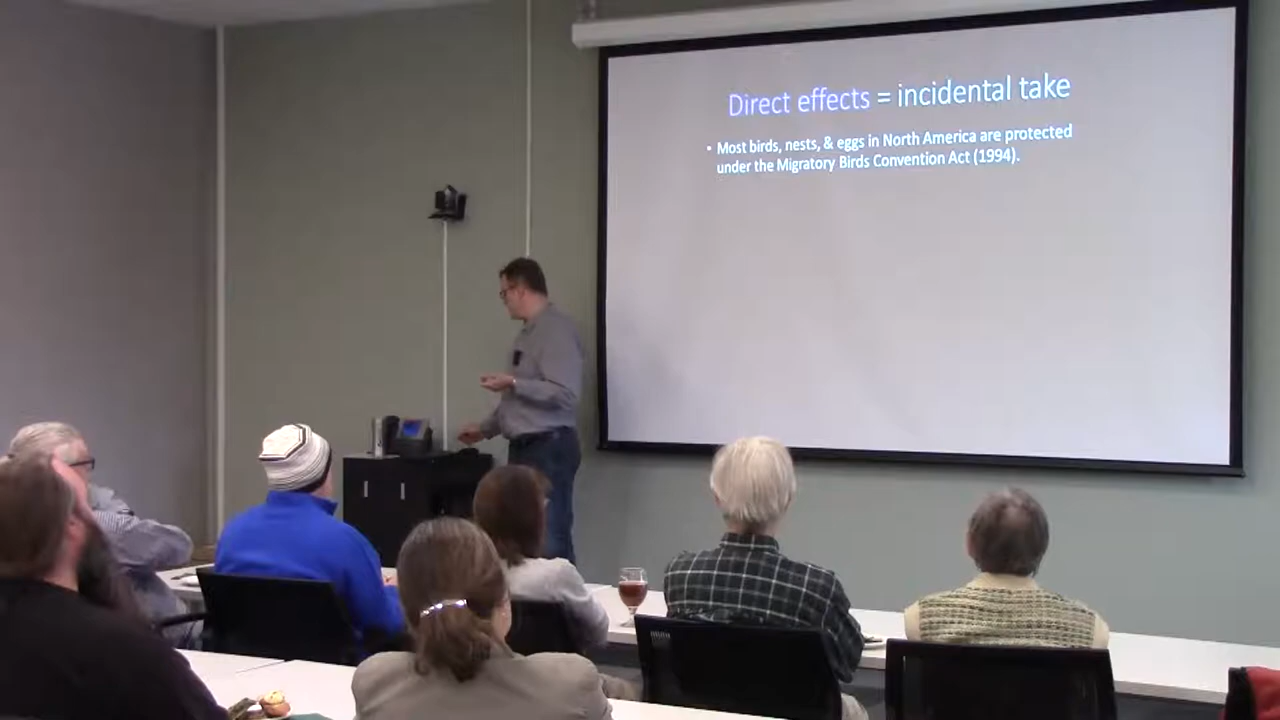 Direct effects = incidental take
• Most birds, nests, & eggs in North America are protected
under the Migratory Birds Convention Act (1994).